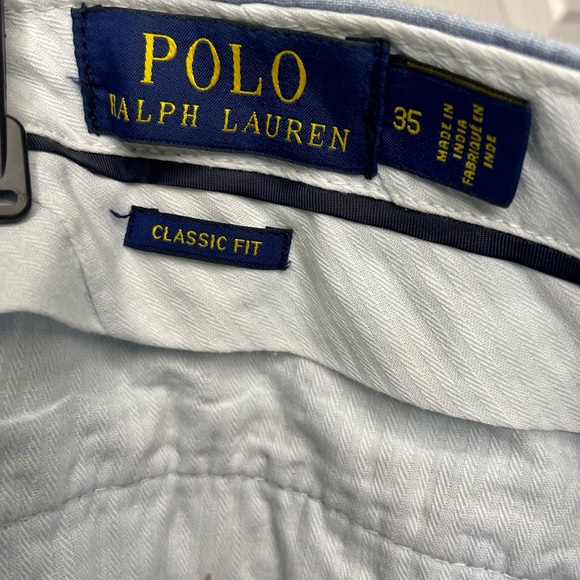 POLO
RALPH LAUREN
35
MADE IN
INDIA
FABRIQUÉ EN
INDE
CLASSIC FIT